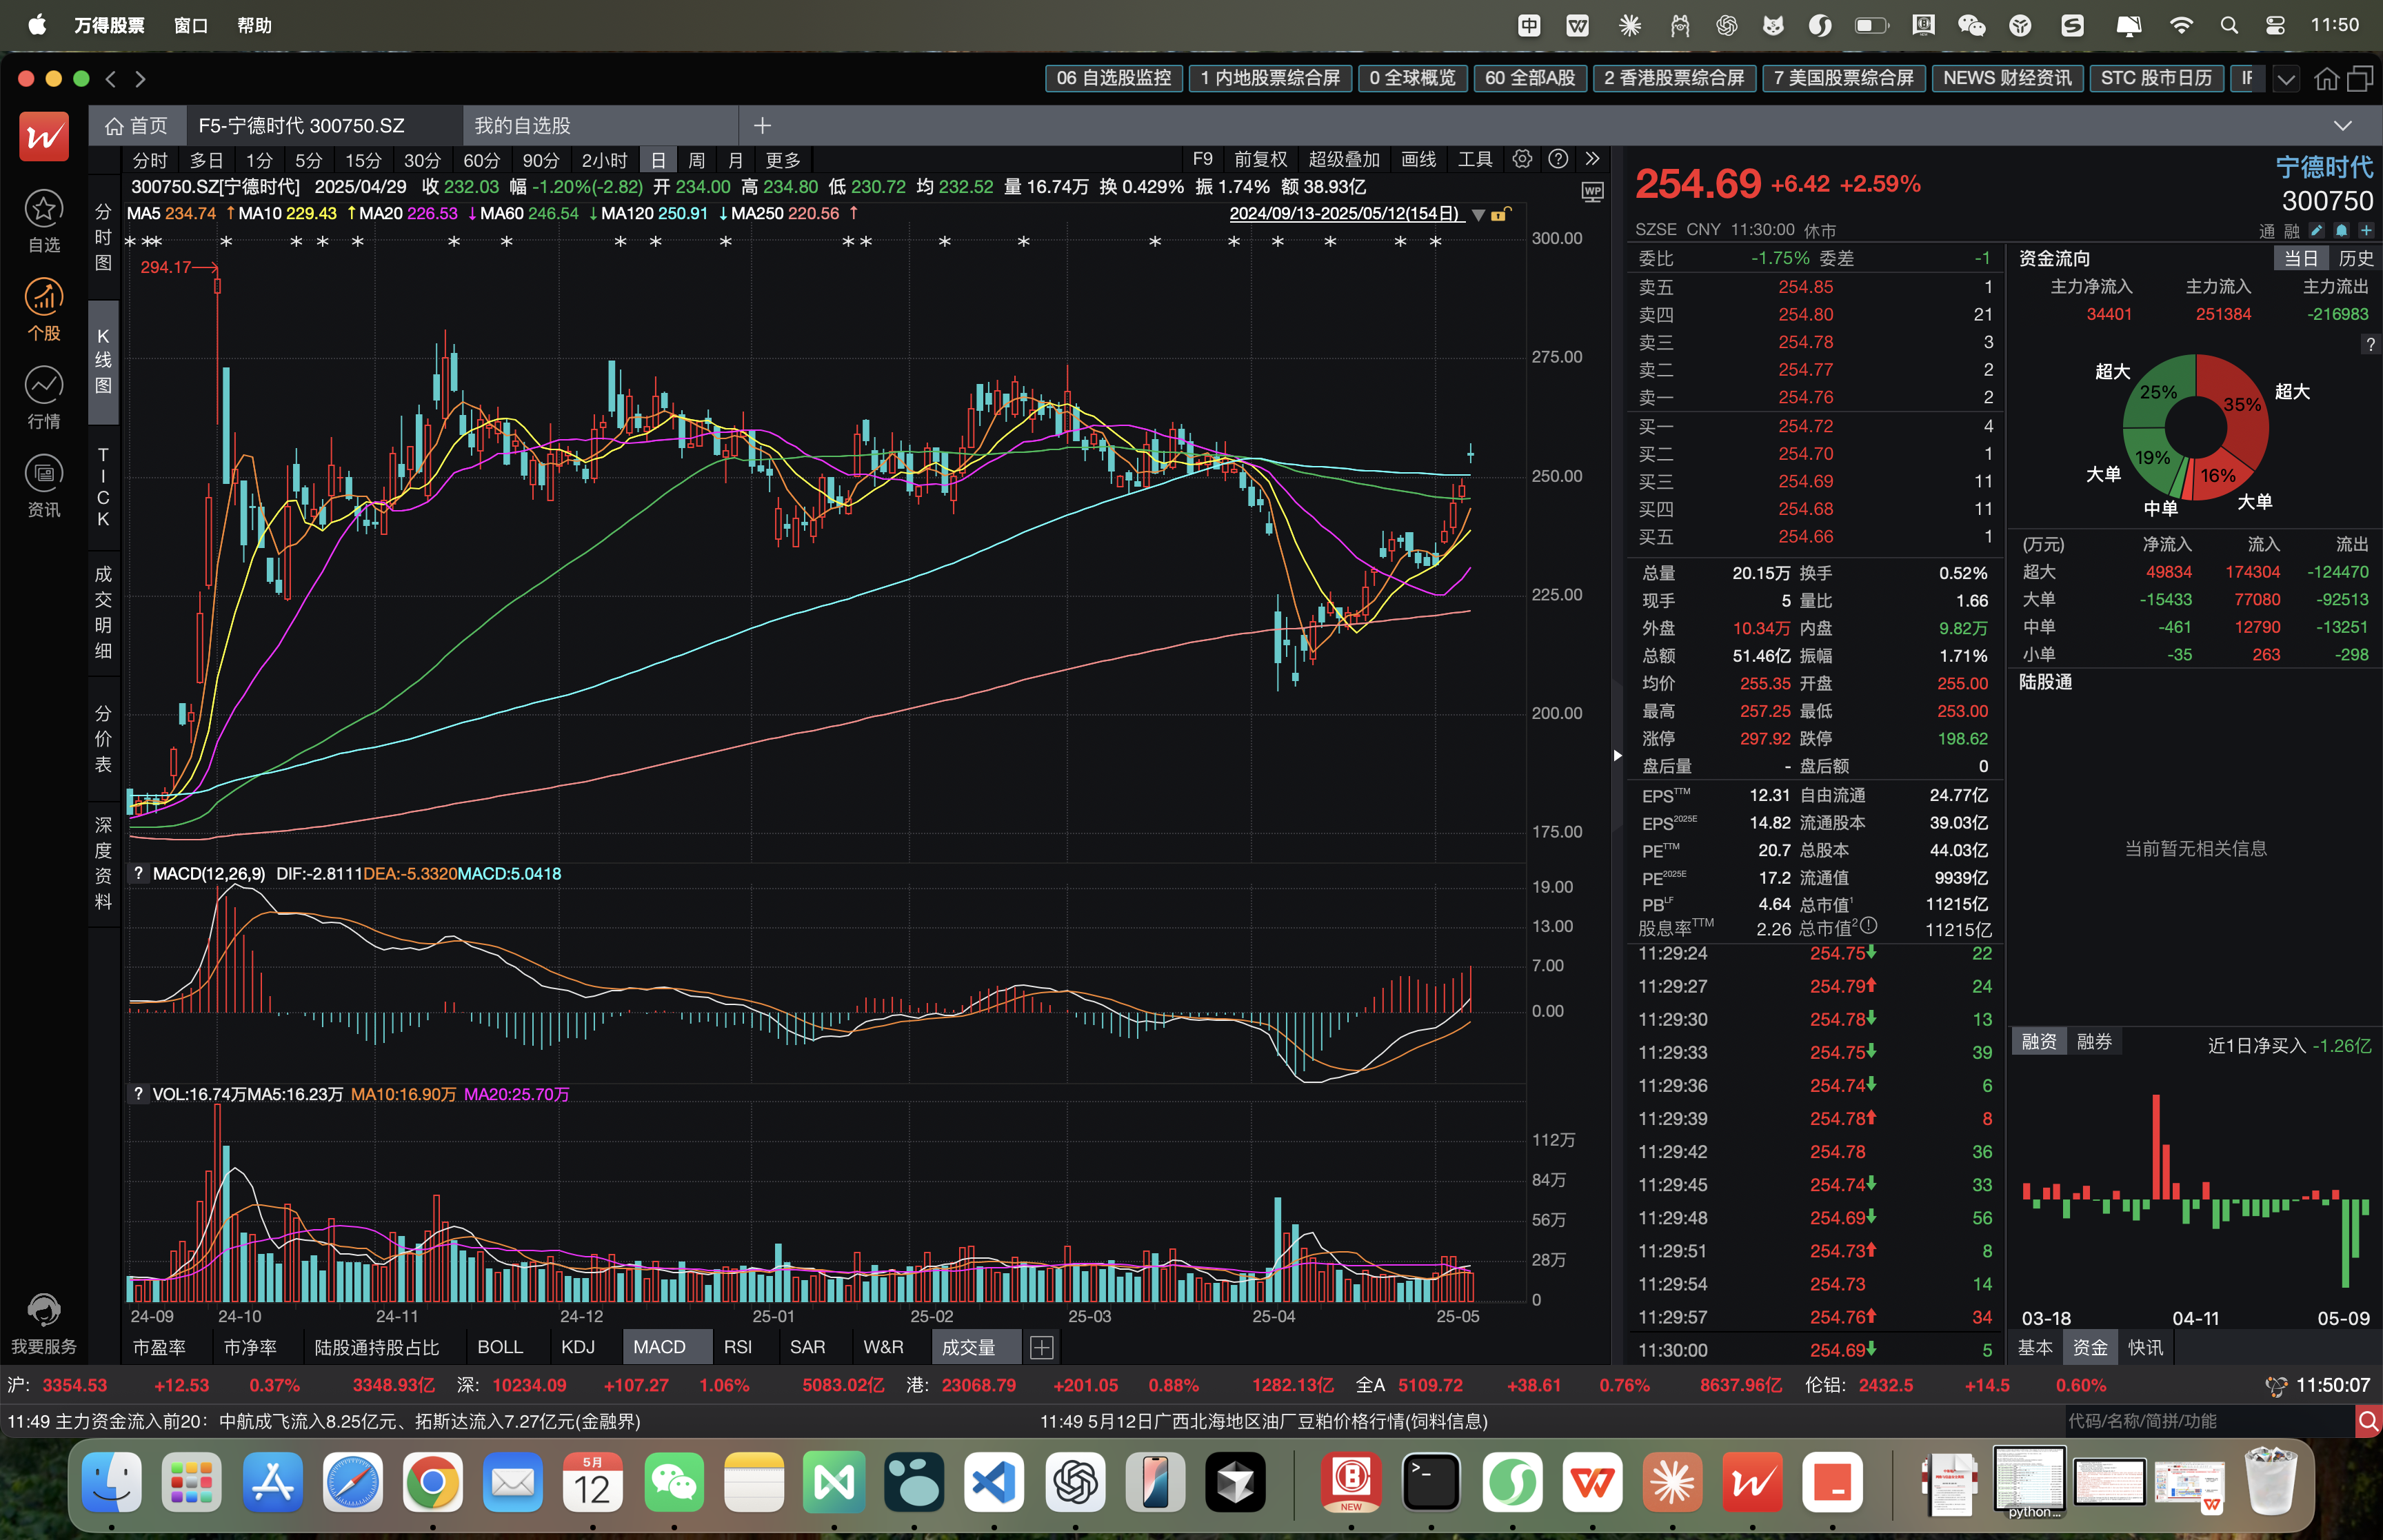 万得股票 窗口 帮助 11:50
06 自选股监控 1 内地股票综合屏 0 全球概览 60 全部A股 2 香港股票综合屏 7 美国股票综合屏 NEWS 财经资讯 STC 股市日历
首页 F5-宁德时代 300750.SZ 我的自选股
自选
个股
行情
资讯
我要服务
分时图
K线图
TICK
成交明细
分价表
深度资料
分时 多日 1分 5分 15分 30分 60分 90分 2小时 日 周 月 更多 F9 前复权 超级叠加 画线 工具
300750.SZ[宁德时代] 2025/04/29 收 232.03 幅 -1.20%(-2.82) 开 234.00 高 234.80 低 230.72 均 232.52 量 16.74万 换 0.429% 振 1.74% 额 38.93亿
MA5 234.74 ↑MA10 229.43 ↑MA20 226.53 ↓MA60 246.54 ↓MA120 250.91 ↓MA250 220.56 ↑ 2024/09/13-2025/05/12(154日)
294.17
300.00
275.00
250.00
225.00
200.00
175.00
? MACD(12,26,9) DIF:-2.8111DEA:-5.3320MACD:5.0418
19.00
13.00
7.00
0.00
? VOL:16.74万MA5:16.23万 MA10:16.90万 MA20:25.70万
112万
84万
56万
28万
0
24-09 24-10 24-11 24-12 25-01 25-02 25-03 25-04 25-05
市盈率 市净率 陆股通持股占比 BOLL KDJ MACD RSI SAR W&R 成交量
254.69 +6.42 +2.59% 宁德时代
300750
SZSE CNY 11:30:00 休市 通 融
委比 -1.75% 委差 -1
卖五 254.85 1
卖四 254.80 21
卖三 254.78 3
卖二 254.77 2
卖一 254.76 2
买一 254.72 4
买二 254.70 1
买三 254.69 11
买四 254.68 11
买五 254.66 1
总量 20.15万 换手 0.52%
现手 5 量比 1.66
外盘 10.34万 内盘 9.82万
总额 51.46亿 振幅 1.71%
均价 255.35 开盘 255.00
最高 257.25 最低 253.00
涨停 297.92 跌停 198.62
盘后量 - 盘后额 0
EPS TTM 12.31 自由流通 24.77亿
EPS 2025E 14.82 流通股本 39.03亿
PE TTM 20.7 总股本 44.03亿
PE 2025E 17.2 流通值 9939亿
PB LF 4.64 总市值1 11215亿
股息率TTM 2.26 总市值2 11215亿
11:29:24 254.75 22
11:29:27 254.79 24
11:29:30 254.78 13
11:29:33 254.75 39
11:29:36 254.74 6
11:29:39 254.78 8
11:29:42 254.78 36
11:29:45 254.74 33
11:29:48 254.69 56
11:29:51 254.73 8
11:29:54 254.73 14
11:29:57 254.76 34
11:30:00 254.69 5
资金流向 当日 历史
主力净流入 主力流入 主力流出
34401 251384 -216983
?
超大 25% 35% 超大
大单 19% 16% 大单
中单
(万元) 净流入 流入 流出
超大 49834 174304 -124470
大单 -15433 77080 -92513
中单 -461 12790 -13251
小单 -35 263 -298
陆股通
当前暂无相关信息
融资 融券 近1日净买入 -1.26亿
03-18 04-11 05-09
基本 资金 快讯
沪: 3354.53 +12.53 0.37% 3348.93亿 深: 10234.09 +107.27 1.06% 5083.02亿 港: 23068.79 +201.05 0.88% 1282.13亿 全A 5109.72 +38.61 0.76% 8637.96亿 伦铝: 2432.5 +14.5 0.60% 11:50:07
11:49 主力资金流入前20：中航成飞流入8.25亿元、拓斯达流入7.27亿元(金融界) 11:49 5月12日广西北海地区油厂豆粕价格行情(饲料信息) 代码/名称/简拼/功能
5月
12
NEW
python...